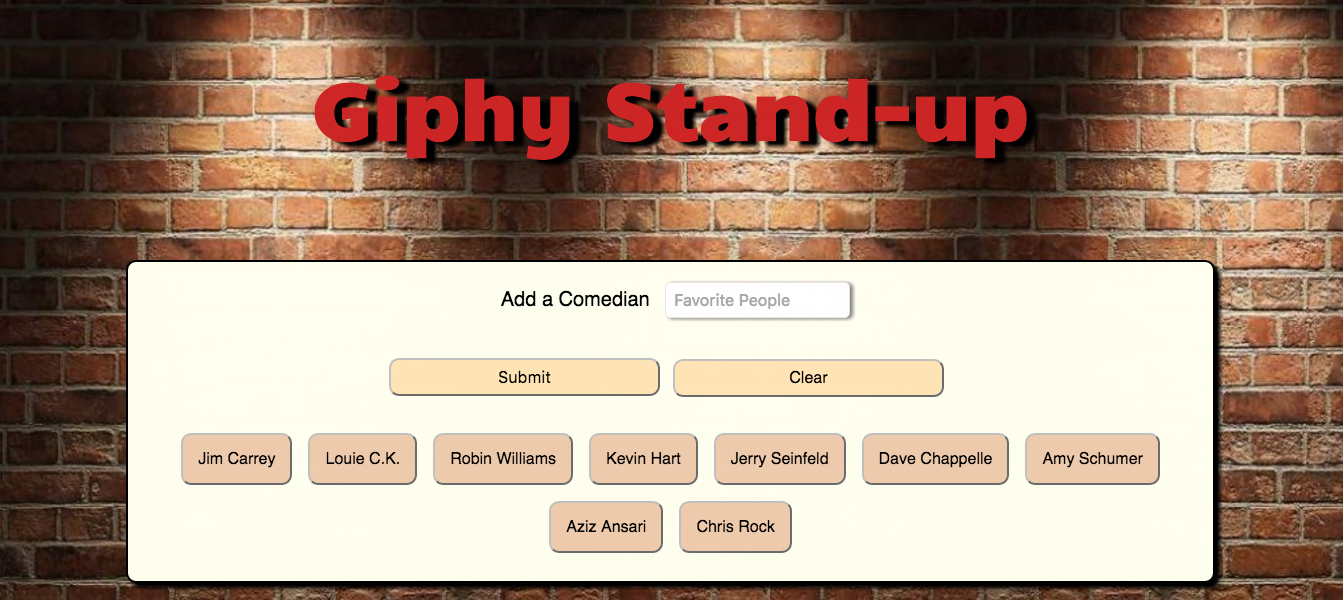 Giphy Stand-up
Add a Comedian Favorite People
Submit Clear
Jim Carrey Louie C.K. Robin Williams Kevin Hart Jerry Seinfeld Dave Chappelle Amy Schumer
Aziz Ansari Chris Rock